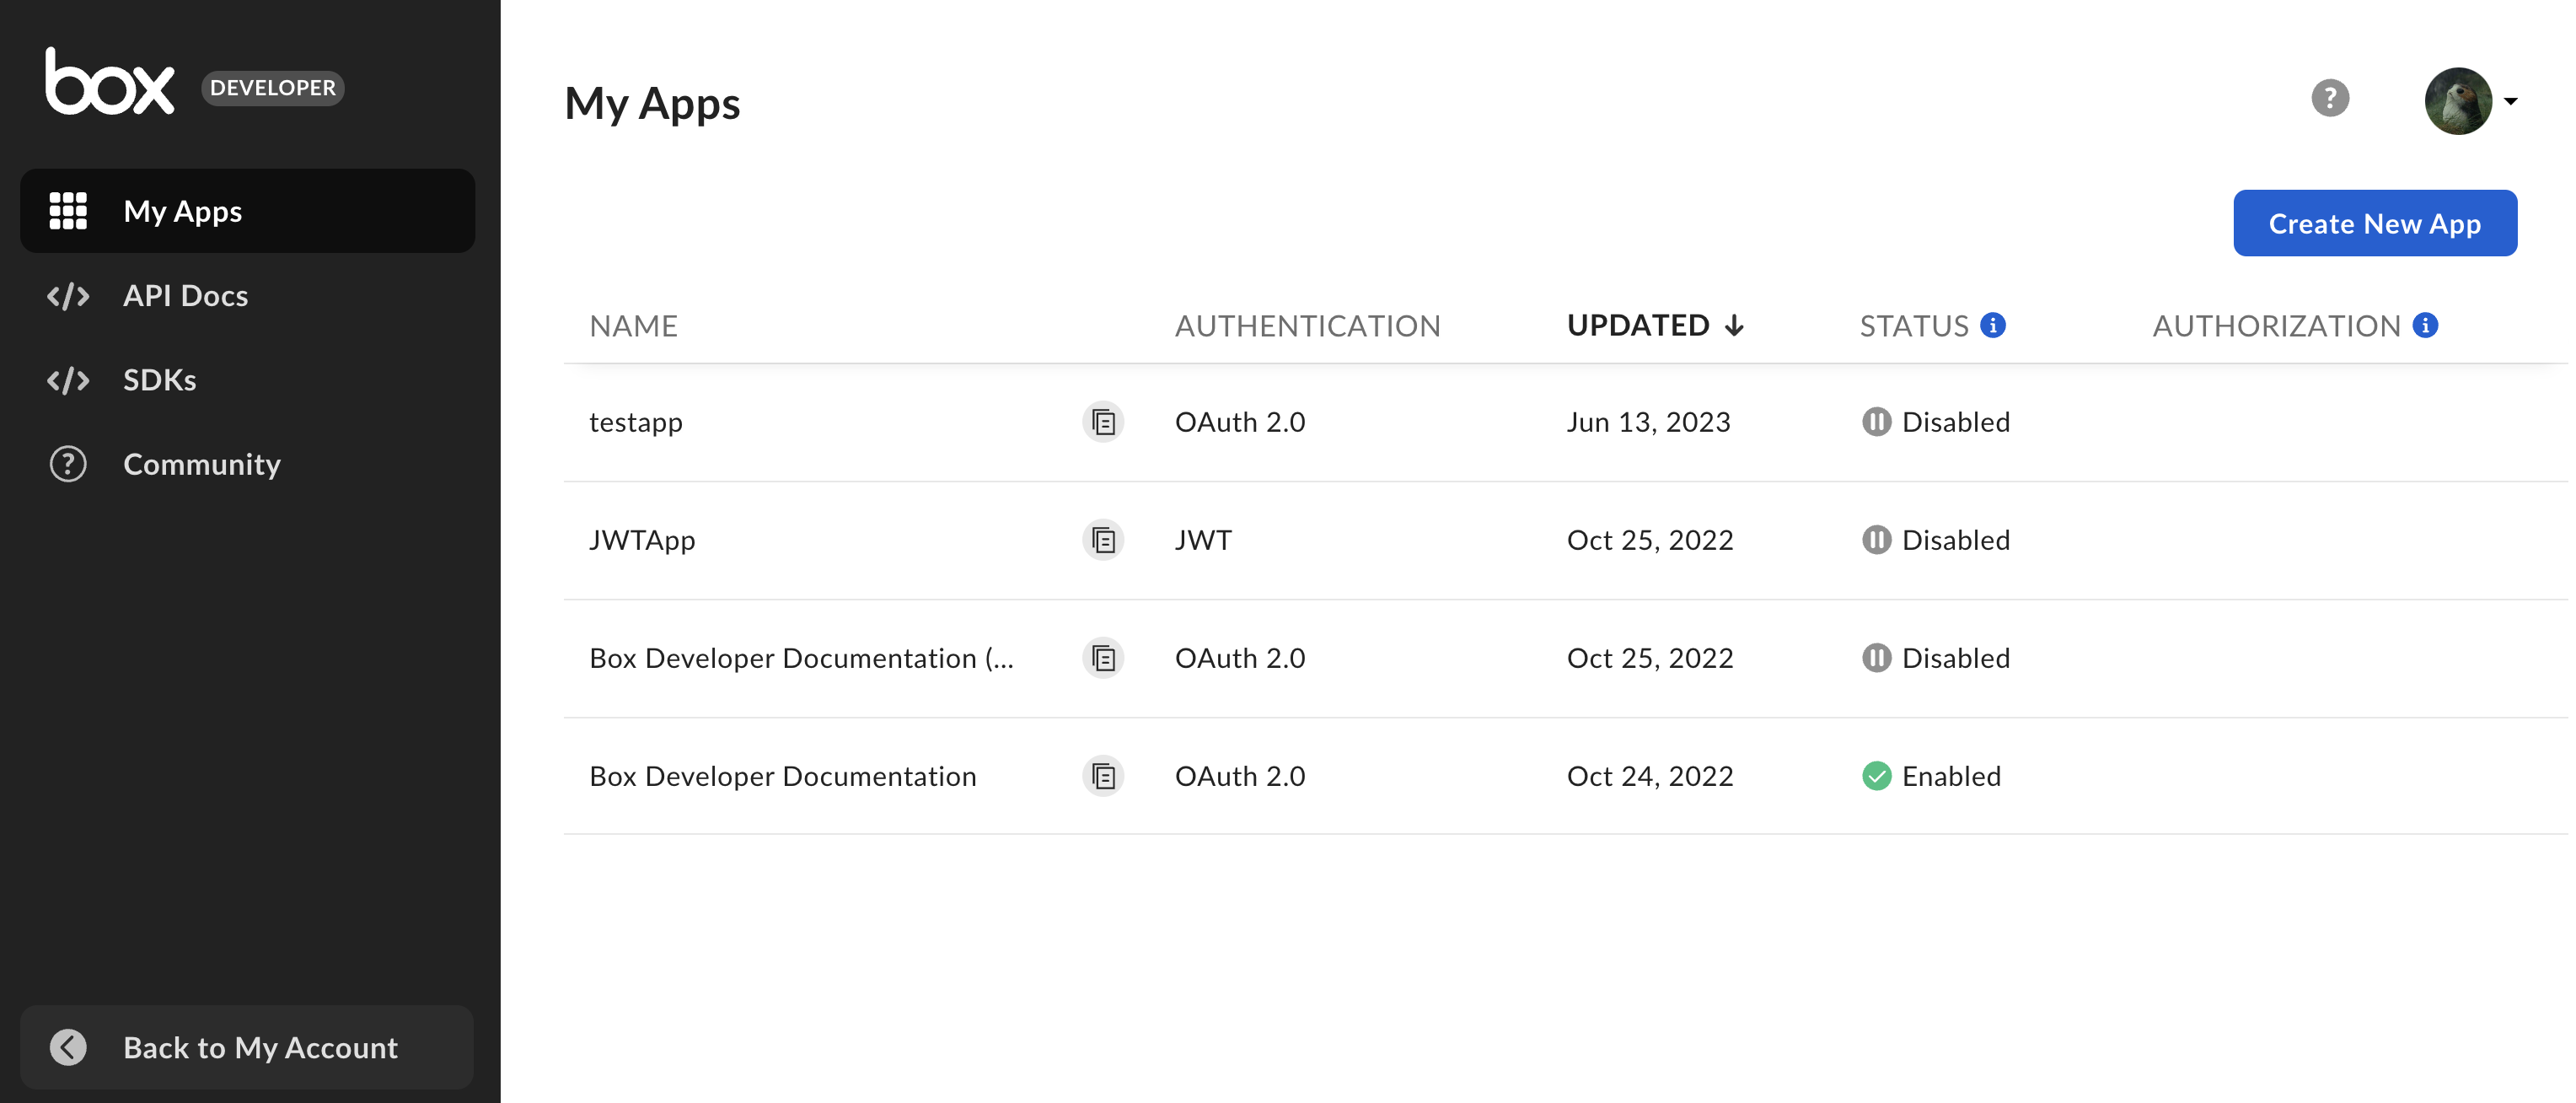 box DEVELOPER
My Apps
API Docs
SDKs
Community
Back to My Account
My Apps
?
Create New App
NAME AUTHENTICATION UPDATED STATUS AUTHORIZATION
testapp OAuth 2.0 Jun 13, 2023 Disabled
JWTApp JWT Oct 25, 2022 Disabled
Box Developer Documentation (... OAuth 2.0 Oct 25, 2022 Disabled
Box Developer Documentation OAuth 2.0 Oct 24, 2022 Enabled